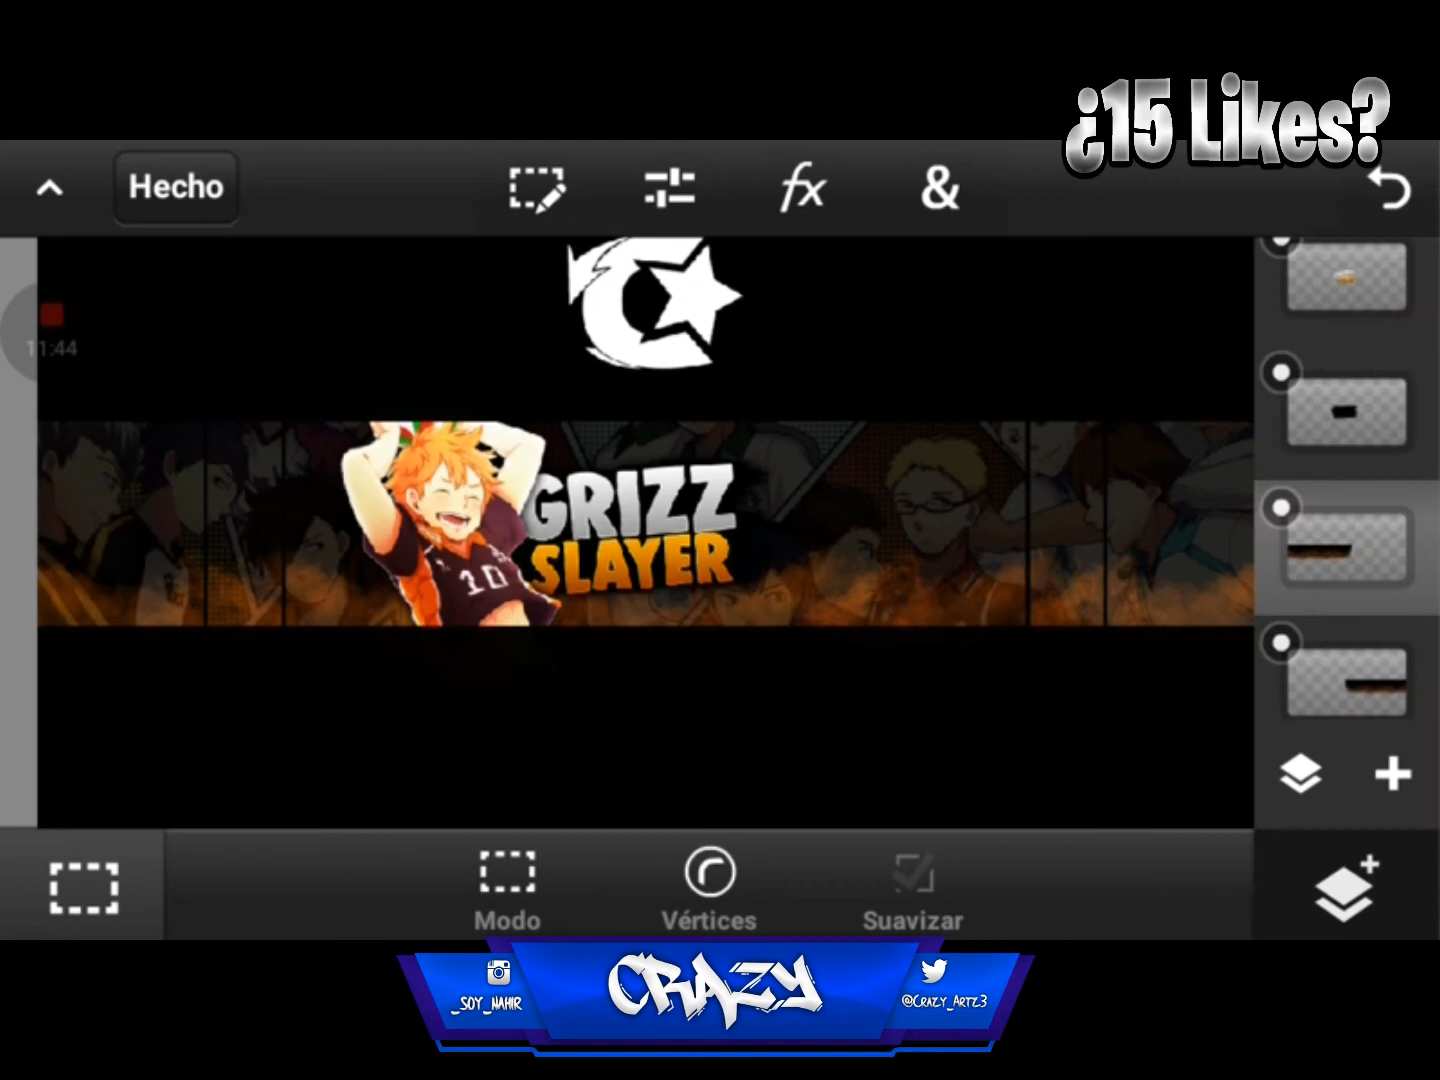 ¿15 Likes?
Hecho
fx
&
11:44
GRIZZ
SLAYER
10
Modo
Vértices
Suavizar
CRAZY
_SOY_NAHIR
@CRAZY_ARTZ3